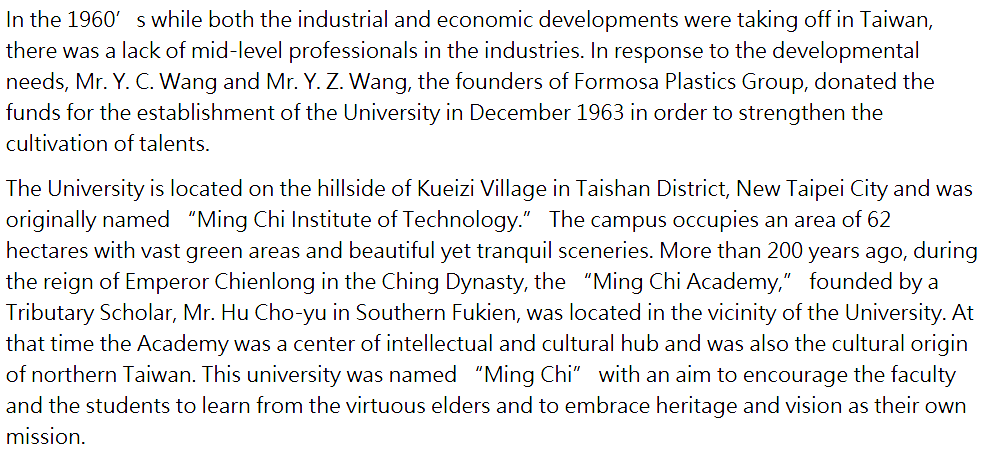 In the 1960′s while both the industrial and economic developments were taking off in Taiwan,
there was a lack of mid-level professionals in the industries. In response to the developmental
needs, Mr. Y. C. Wang and Mr. Y. Z. Wang, the founders of Formosa Plastics Group, donated the
funds for the establishment of the University in December 1963 in order to strengthen the
cultivation of talents.
The University is located on the hillside of Kueizi Village in Taishan District, New Taipei City and was
originally named “Ming Chi Institute of Technology.” The campus occupies an area of 62
hectares with vast green areas and beautiful yet tranquil sceneries. More than 200 years ago, during
the reign of Emperor Chienlong in the Ching Dynasty, the “Ming Chi Academy,” founded by a
Tributary Scholar, Mr. Hu Cho-yu in Southern Fukien, was located in the vicinity of the University. At
that time the Academy was a center of intellectual and cultural hub and was also the cultural origin
of northern Taiwan. This university was named “Ming Chi” with an aim to encourage the faculty
and the students to learn from the virtuous elders and to embrace heritage and vision as their own
mission.